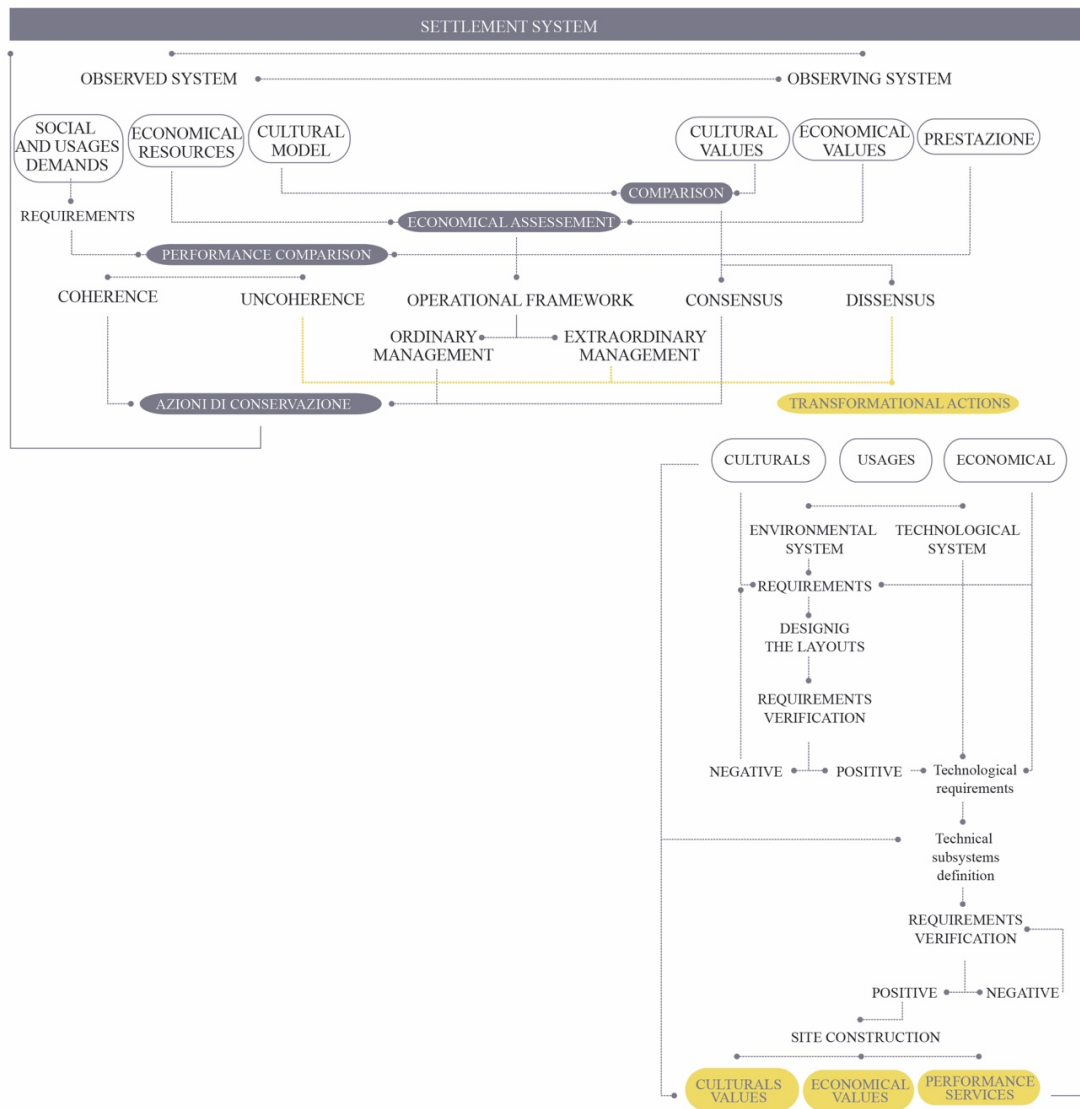 SETTLEMENT SYSTEM
OBSERVED SYSTEM
OBSERVING SYSTEM
SOCIAL
AND USAGES
DEMANDS
ECONOMICAL
RESOURCES
CULTURAL
MODEL
CULTURAL
VALUES
ECONOMICAL
VALUES
PRESTAZIONE
COMPARISON
REQUIREMENTS
ECONOMICAL ASSESSEMENT
PERFORMANCE COMPARISON
COHERENCE
UNCOHERENCE
OPERATIONAL FRAMEWORK
CONSENSUS
DISSENSUS
ORDINARY
MANAGEMENT
EXTRAORDINARY
MANAGEMENT
AZIONI DI CONSERVAZIONE
TRANSFORMATIONAL ACTIONS
CULTURALS
USAGES
ECONOMICAL
ENVIRONMENTAL
SYSTEM
TECHNOLOGICAL
SYSTEM
REQUIREMENTS
DESIGNIG
THE LAYOUTS
REQUIREMENTS
VERIFICATION
NEGATIVE
POSITIVE
Technological
requirements
Technical
subsystems
definition
REQUIREMENTS
VERIFICATION
POSITIVE
NEGATIVE
SITE CONSTRUCTION
CULTURALS
VALUES
ECONOMICAL
VALUES
PERFORMANCE
SERVICES